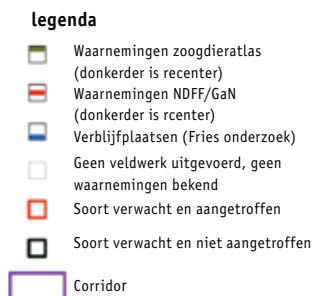 legenda
Waarnemingen zoogdieratlas
(donkerder is recenter)
Waarnemingen NDFF/GaN
(donkerder is rcenter)
Verblijfplaatsen (Fries onderzoek)
Geen veldwerk uitgevoerd, geen
waarnemingen bekend
Soort verwacht en aangetroffen
Soort verwacht en niet aangetroffen
Corridor